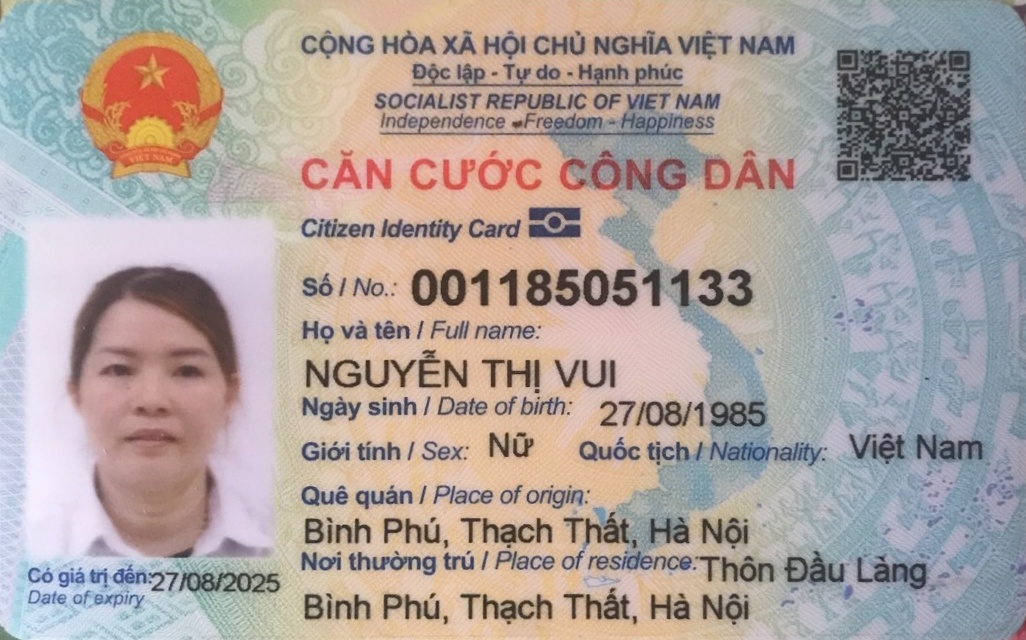 CỘNG HÒA XÃ HỘI CHỦ NGHĨA VIỆT NAM
Độc lập - Tự do - Hạnh phúc
SOCIALIST REPUBLIC OF VIET NAM
Independence - Freedom - Happiness
CĂN CƯỚC CÔNG DÂN
Citizen Identity Card
Số / No.: 001185051133
Họ và tên / Full name:
NGUYỄN THỊ VUI
Ngày sinh / Date of birth: 27/08/1985
Giới tính / Sex: Nữ Quốc tịch / Nationality: Việt Nam
Quê quán / Place of origin:
Bình Phú, Thạch Thất, Hà Nội
Nơi thường trú / Place of residence: Thôn Đầu Làng
Bình Phú, Thạch Thất, Hà Nội
Có giá trị đến: 27/08/2025
Date of expiry
VIỆT NAM